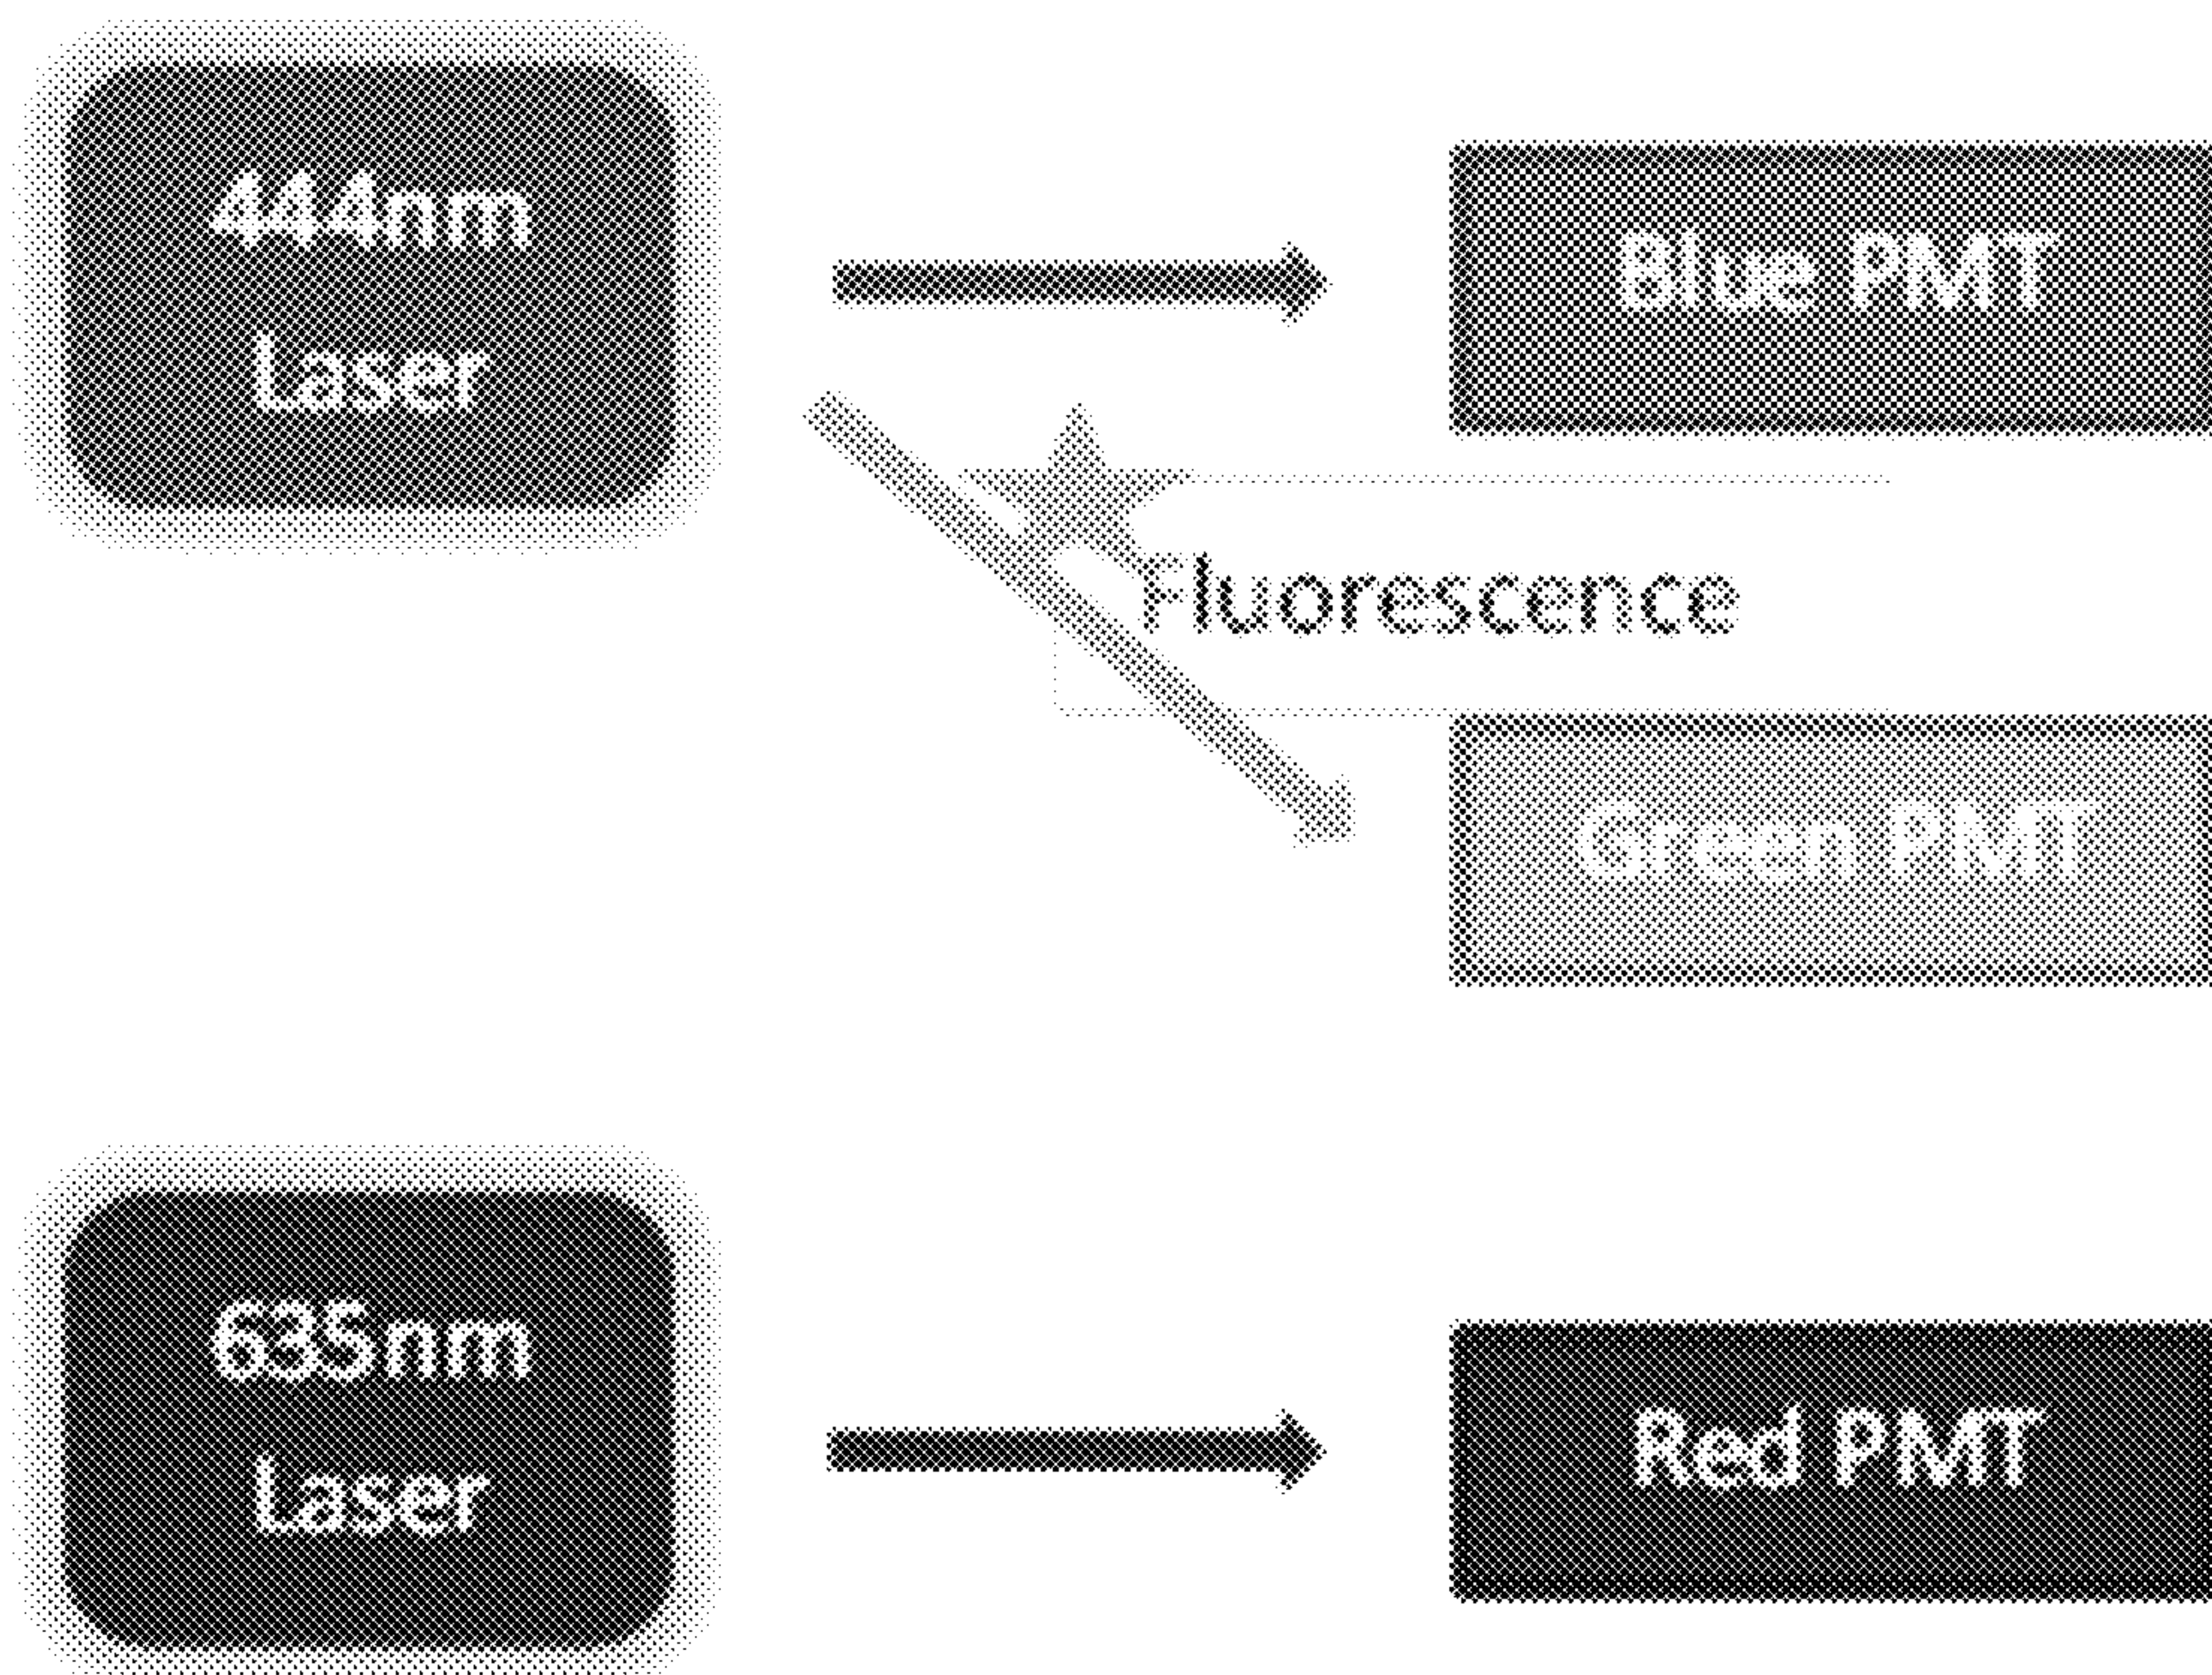 444nm
Laser
Blue PMT
Fluorescence
Green PMT
635nm
Laser
Red PMT